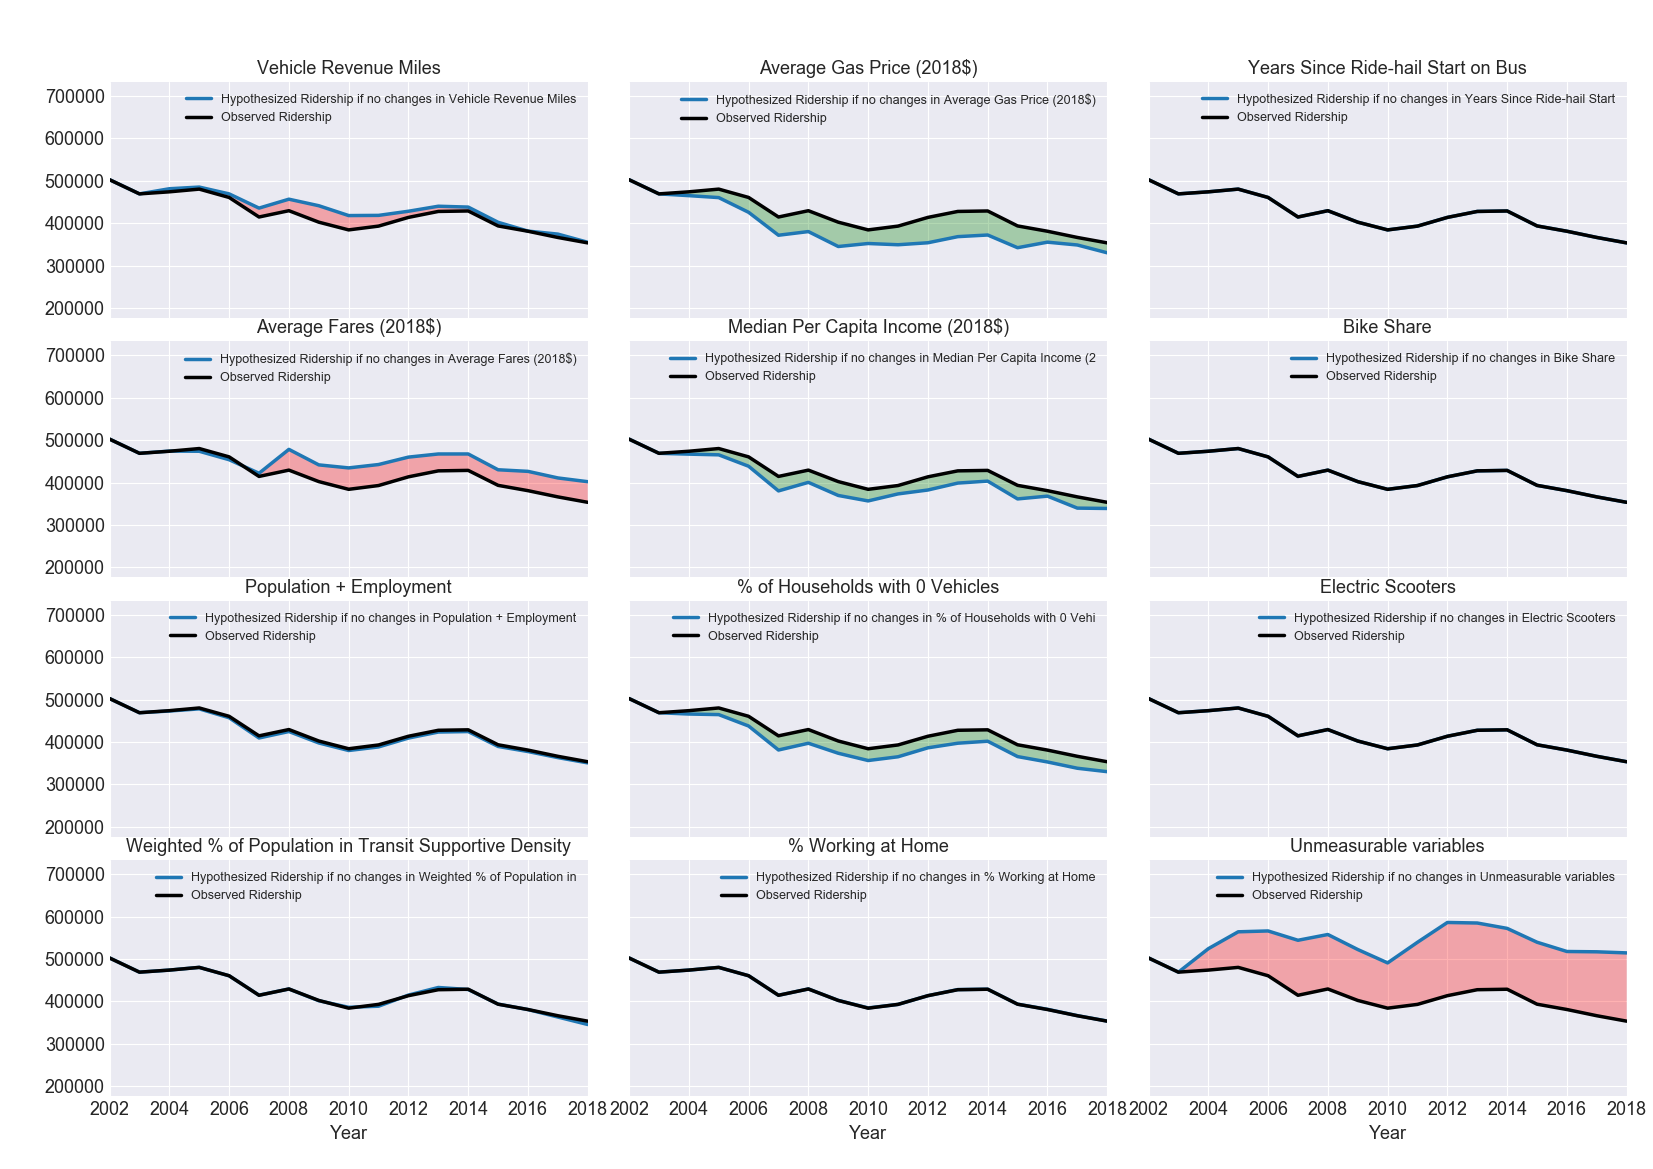 Vehicle Revenue Miles
Hypothesized Ridership if no changes in Vehicle Revenue Miles
Observed Ridership
700000
600000
500000
400000
300000
200000
Average Gas Price (2018$)
Hypothesized Ridership if no changes in Average Gas Price (2018$)
Observed Ridership
Years Since Ride-hail Start on Bus
Hypothesized Ridership if no changes in Years Since Ride-hail Start
Observed Ridership
Average Fares (2018$)
Hypothesized Ridership if no changes in Average Fares (2018$)
Observed Ridership
700000
600000
500000
400000
300000
200000
Median Per Capita Income (2018$)
Hypothesized Ridership if no changes in Median Per Capita Income (2
Observed Ridership
Bike Share
Hypothesized Ridership if no changes in Bike Share
Observed Ridership
Population + Employment
Hypothesized Ridership if no changes in Population + Employment
Observed Ridership
700000
600000
500000
400000
300000
200000
% of Households with 0 Vehicles
Hypothesized Ridership if no changes in % of Households with 0 Vehi
Observed Ridership
Electric Scooters
Hypothesized Ridership if no changes in Electric Scooters
Observed Ridership
Weighted % of Population in Transit Supportive Density
Hypothesized Ridership if no changes in Weighted % of Population in
Observed Ridership
700000
600000
500000
400000
300000
200000
2002 2004 2006 2008 2010 2012 2014 2016 2018
Year
% Working at Home
Hypothesized Ridership if no changes in % Working at Home
Observed Ridership
2002 2004 2006 2008 2010 2012 2014 2016 2018
Year
Unmeasurable variables
Hypothesized Ridership if no changes in Unmeasurable variables
Observed Ridership
2002 2004 2006 2008 2010 2012 2014 2016 2018
Year